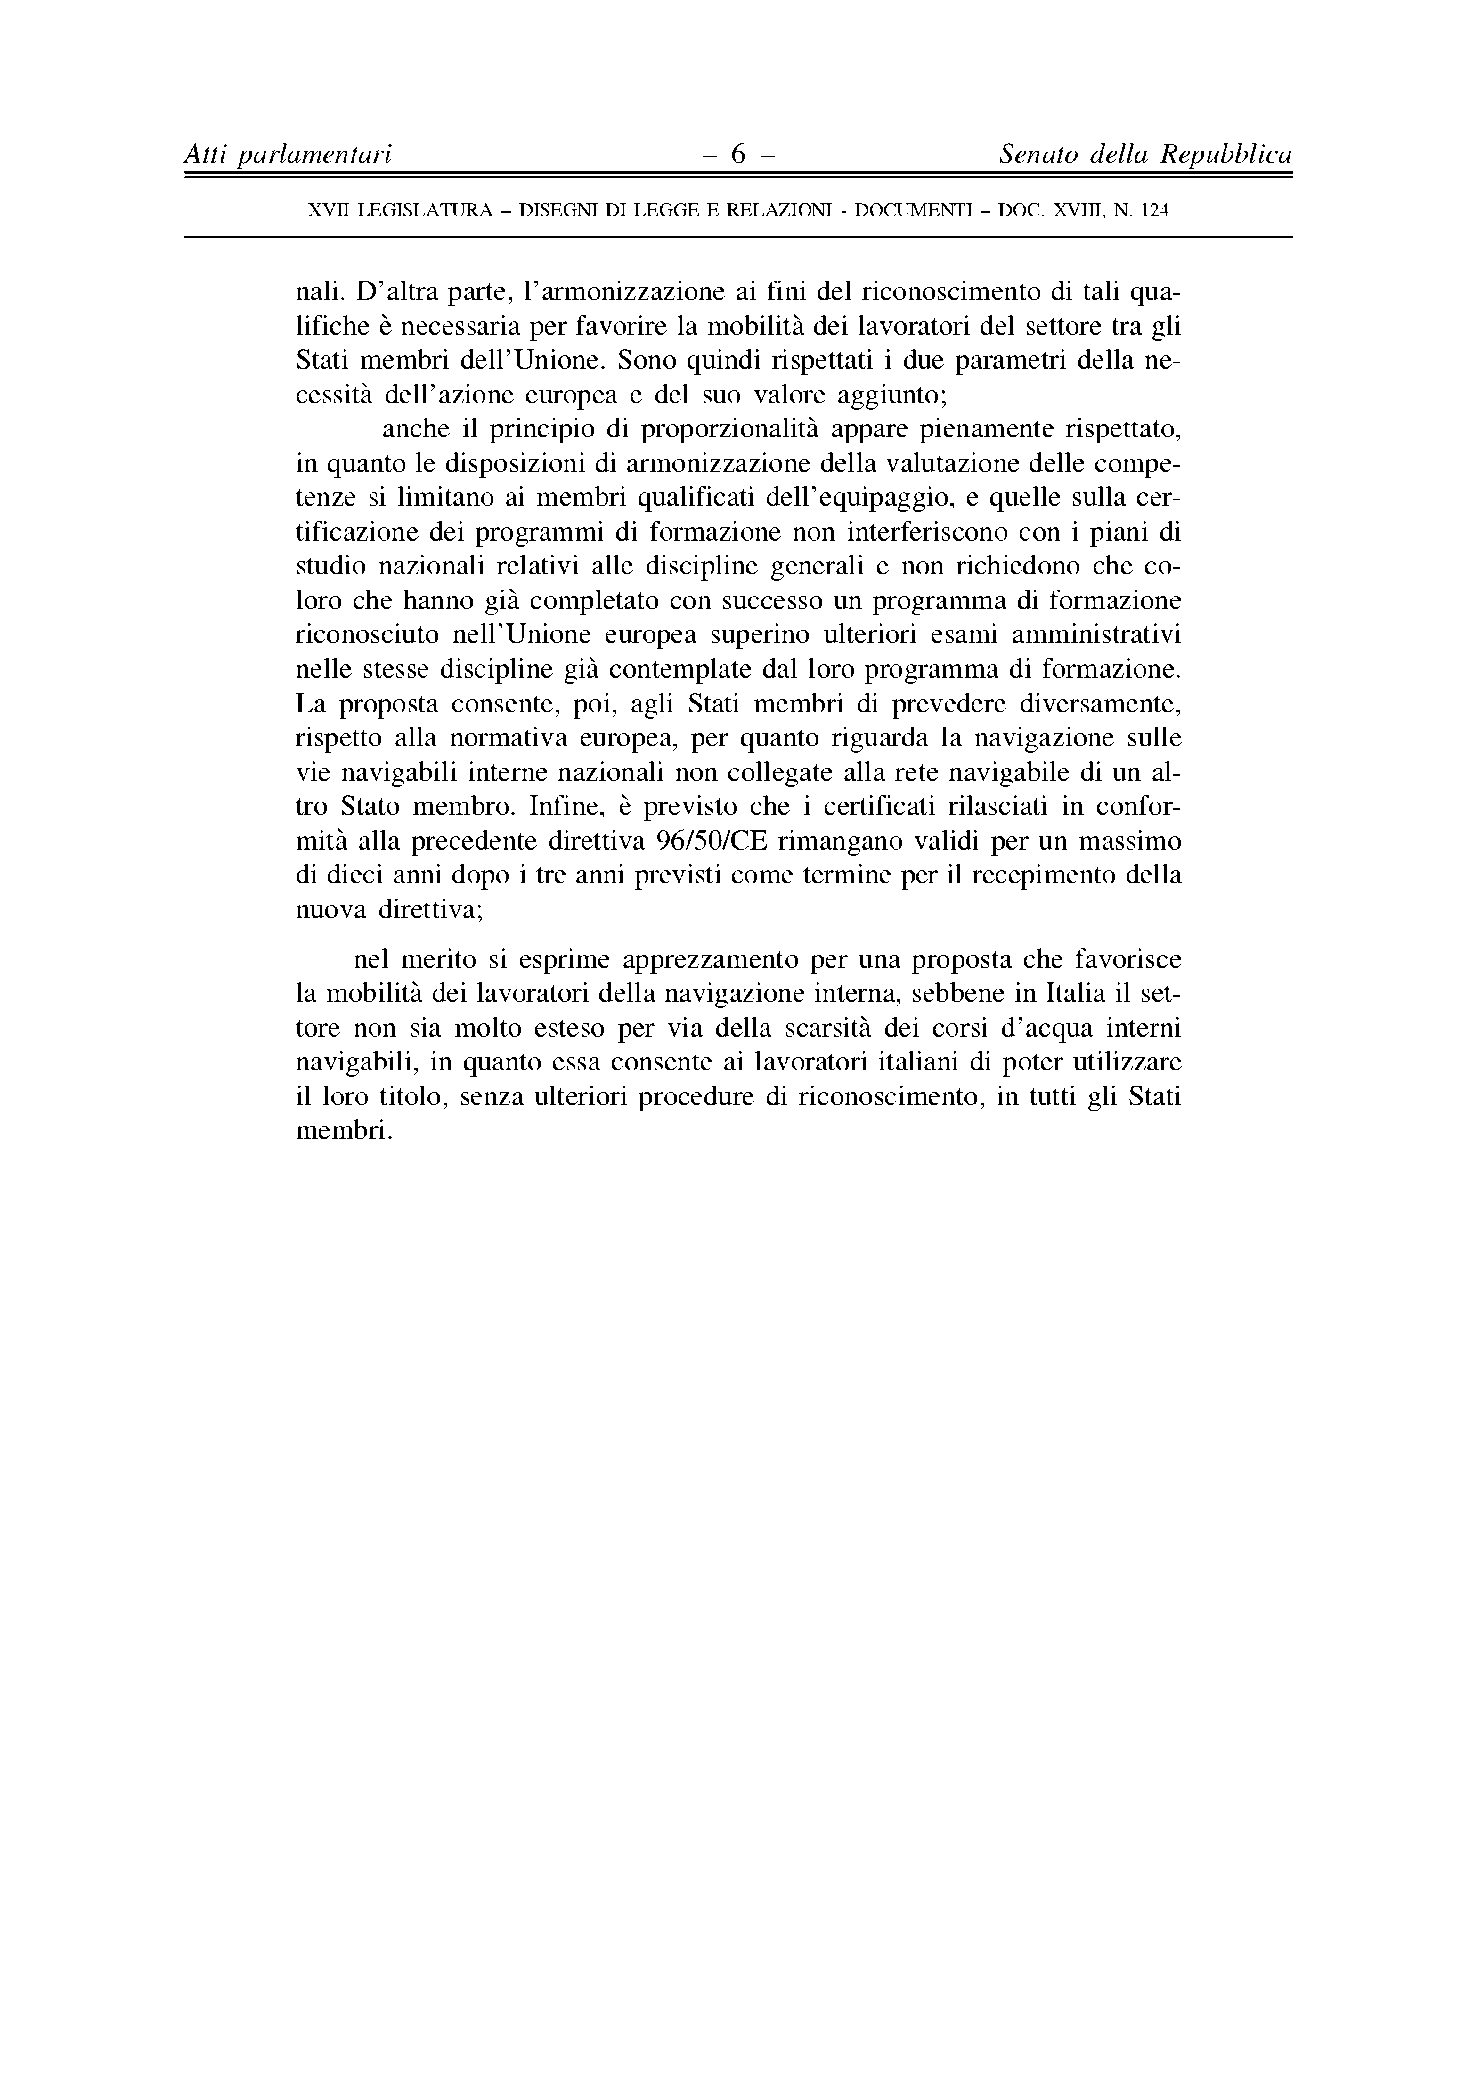 Atti parlamentari – 6 – Senato della Repubblica
XVII LEGISLATURA – DISEGNI DI LEGGE E RELAZIONI - DOCUMENTI – DOC. XVIII, N. 124
nali. D’altra parte, l’armonizzazione ai fini del riconoscimento di tali qua-
lifiche è necessaria per favorire la mobilità dei lavoratori del settore tra gli
Stati membri dell’Unione. Sono quindi rispettati i due parametri della ne-
cessità dell’azione europea e del suo valore aggiunto;
anche il principio di proporzionalità appare pienamente rispettato,
in quanto le disposizioni di armonizzazione della valutazione delle compe-
tenze si limitano ai membri qualificati dell’equipaggio, e quelle sulla cer-
tificazione dei programmi di formazione non interferiscono con i piani di
studio nazionali relativi alle discipline generali e non richiedono che co-
loro che hanno già completato con successo un programma di formazione
riconosciuto nell’Unione europea superino ulteriori esami amministrativi
nelle stesse discipline già contemplate dal loro programma di formazione.
La proposta consente, poi, agli Stati membri di prevedere diversamente,
rispetto alla normativa europea, per quanto riguarda la navigazione sulle
vie navigabili interne nazionali non collegate alla rete navigabile di un al-
tro Stato membro. Infine, è previsto che i certificati rilasciati in confor-
mità alla precedente direttiva 96/50/CE rimangano validi per un massimo
di dieci anni dopo i tre anni previsti come termine per il recepimento della
nuova direttiva;
nel merito si esprime apprezzamento per una proposta che favorisce
la mobilità dei lavoratori della navigazione interna, sebbene in Italia il set-
tore non sia molto esteso per via della scarsità dei corsi d’acqua interni
navigabili, in quanto essa consente ai lavoratori italiani di poter utilizzare
il loro titolo, senza ulteriori procedure di riconoscimento, in tutti gli Stati
membri.